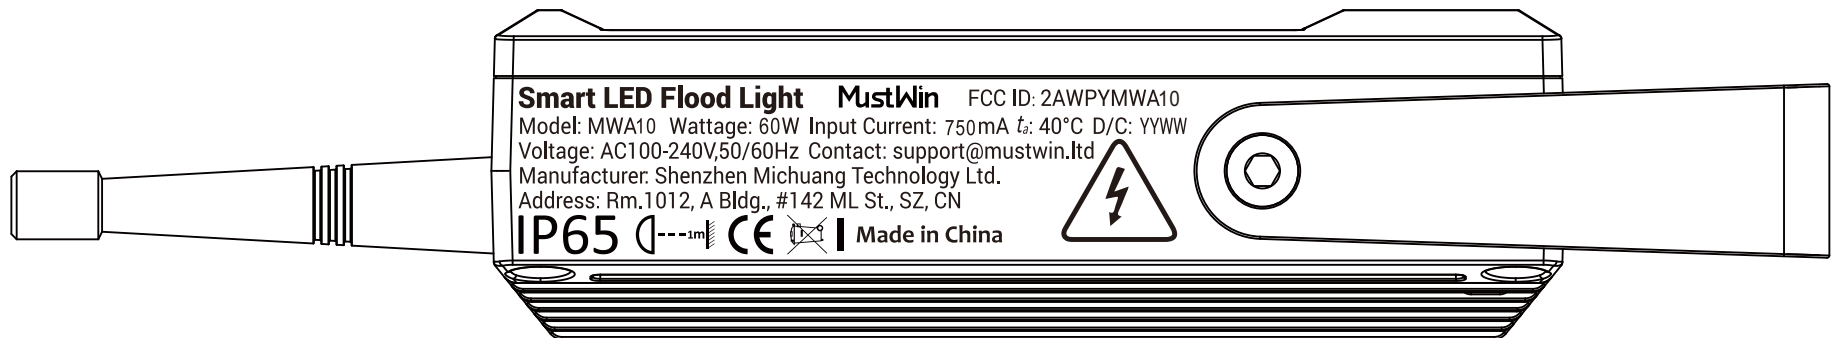 Smart LED Flood Light MustWin FCC ID: 2AWPYMWA10
Model: MWA10 Wattage: 60W Input Current: 750mA ta: 40°C D/C: YYWW
Voltage: AC100-240V,50/60Hz Contact: support@mustwin.ltd
Manufacturer: Shenzhen Michuang Technology Ltd.
Address: Rm.1012, A Bldg., #142 ML St., SZ, CN
IP65 1m CE Made in China